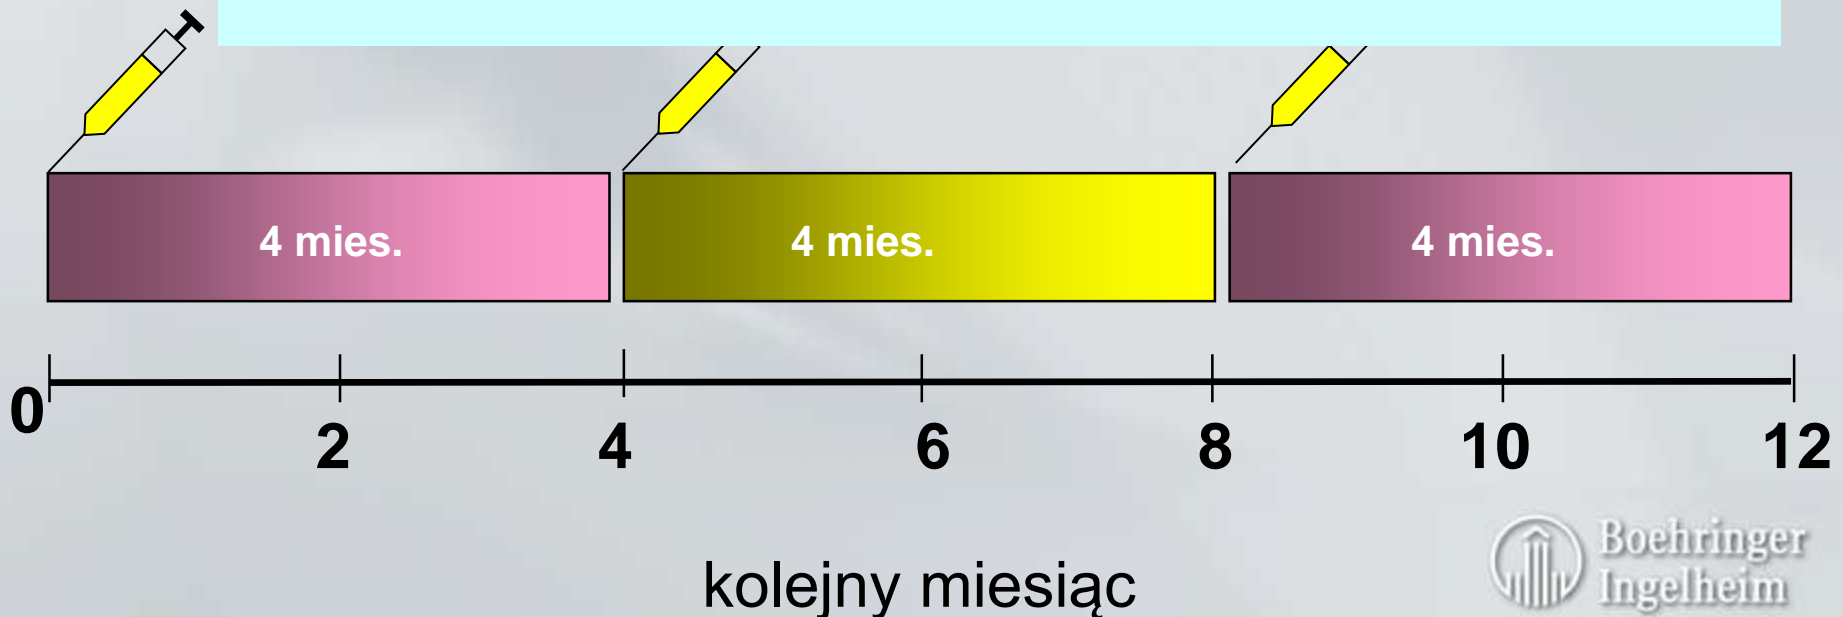 4 mies. 4 mies. 4 mies.
0 2 4 6 8 10 12
kolejny miesiąc
Boehringer
Ingelheim